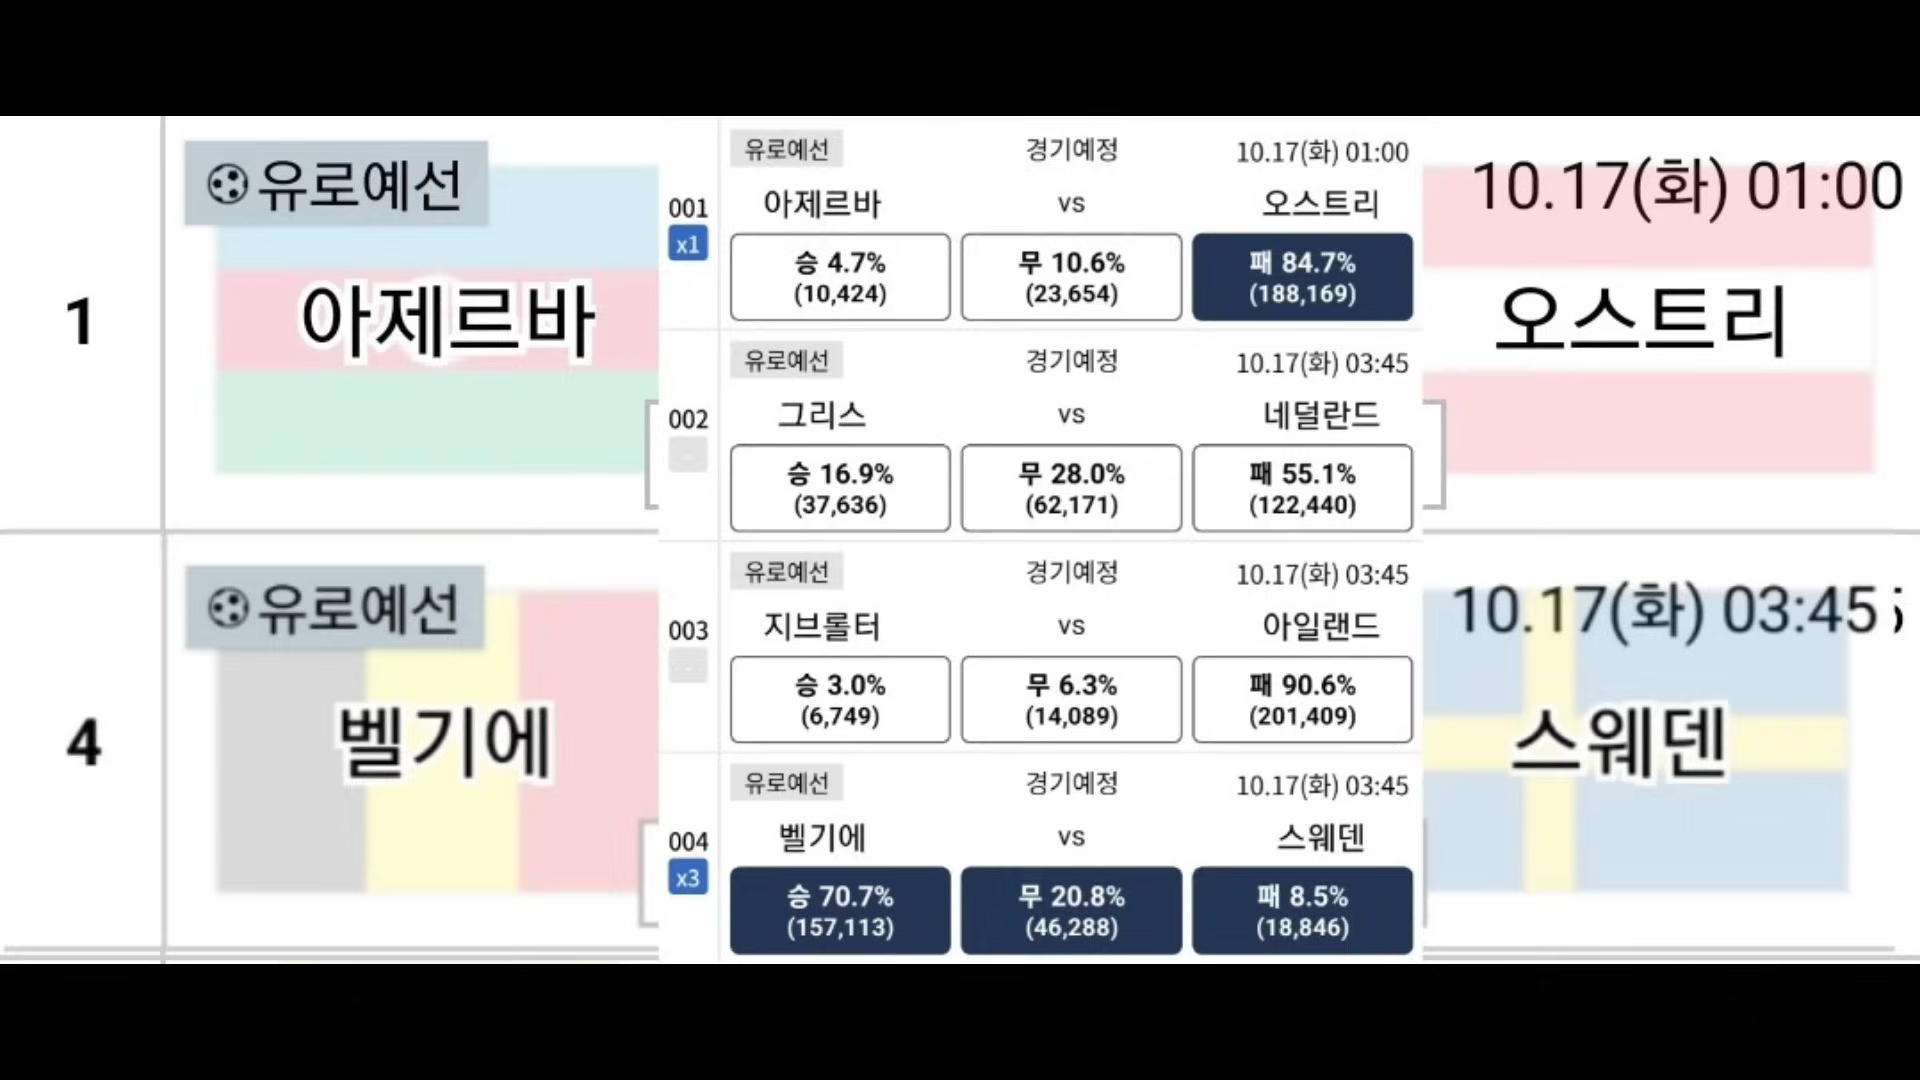 1
유로예선
아제르바
10.17(화) 01:00
오스트리
4
유로예선
벨기에
10.17(화) 03:45
스웨덴
001
x1
유로예선 경기예정 10.17(화) 01:00
아제르바 vs 오스트리
승 4.7% 무 10.6% 패 84.7%
(10,424) (23,654) (188,169)
002
-
유로예선 경기예정 10.17(화) 03:45
그리스 vs 네덜란드
승 16.9% 무 28.0% 패 55.1%
(37,636) (62,171) (122,440)
003
-
유로예선 경기예정 10.17(화) 03:45
지브롤터 vs 아일랜드
승 3.0% 무 6.3% 패 90.6%
(6,749) (14,089) (201,409)
004
x3
유로예선 경기예정 10.17(화) 03:45
벨기에 vs 스웨덴
승 70.7% 무 20.8% 패 8.5%
(157,113) (46,288) (18,846)